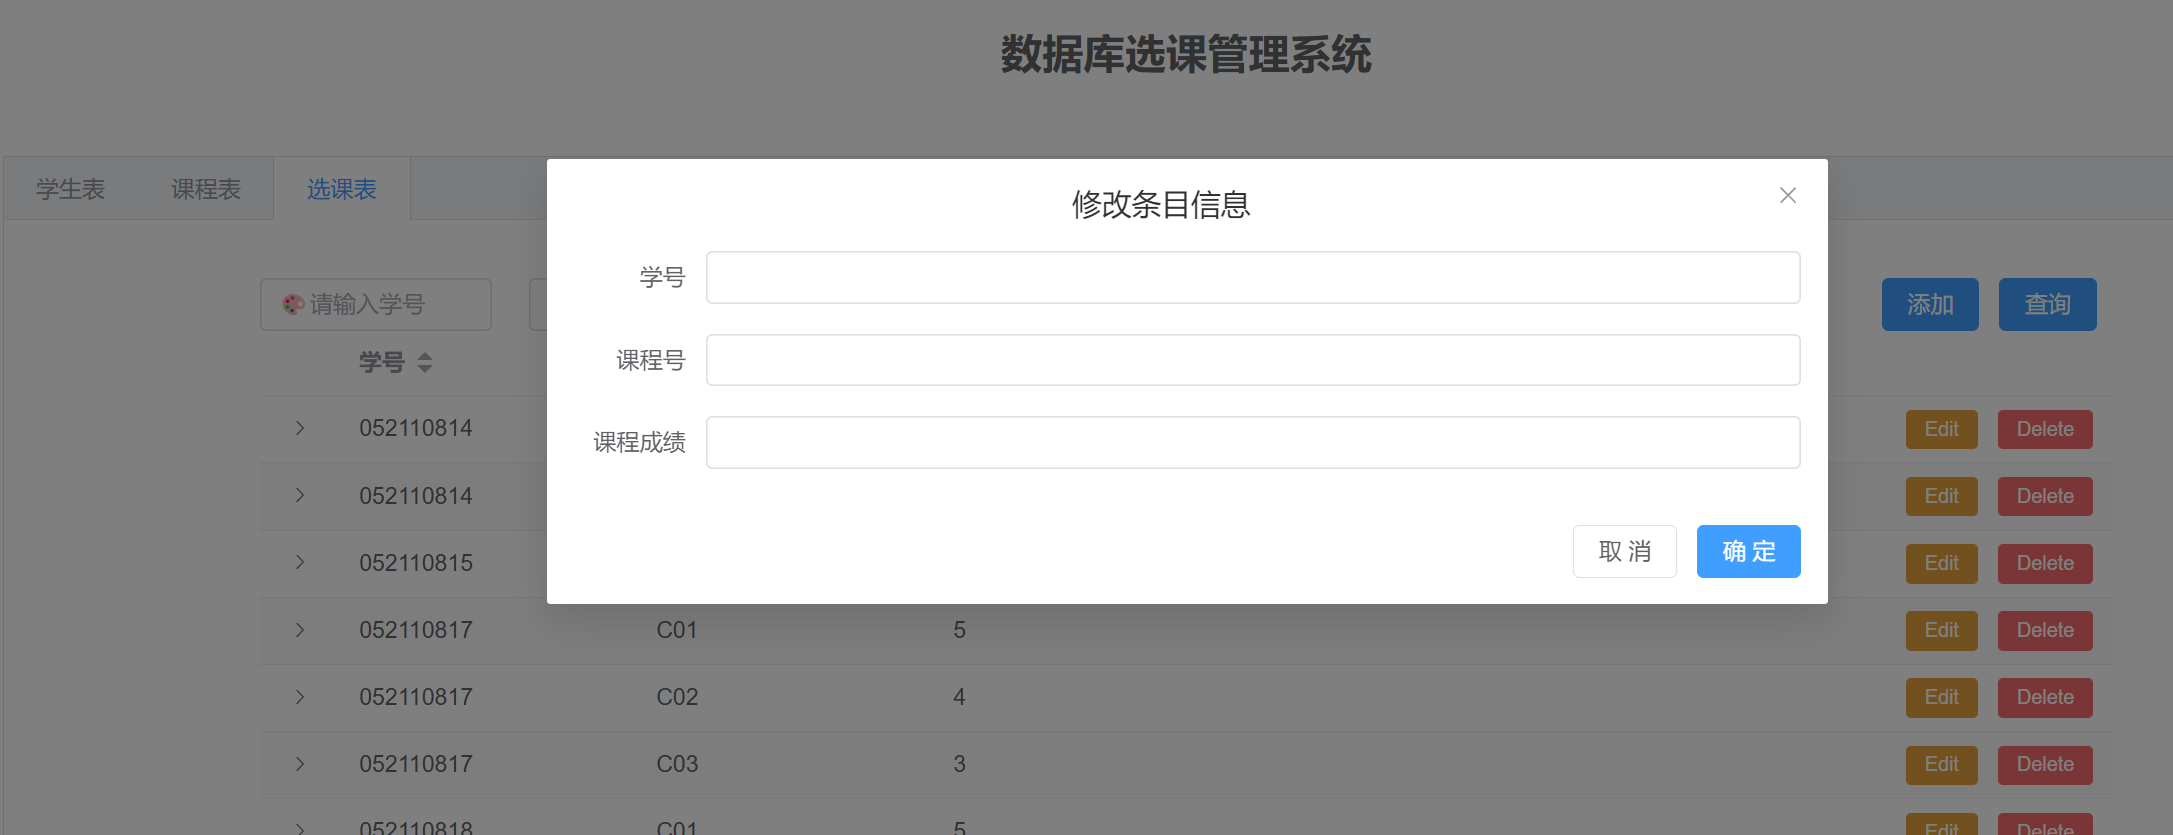 数据库选课管理系统
学生表 课程表 选课表
修改条目信息
学号
课程号
课程成绩
取 消 确 定
请输入学号 添加 查询
学号
052110814 Edit Delete
052110814 Edit Delete
052110815 Edit Delete
052110817 C01 5 Edit Delete
052110817 C02 4 Edit Delete
052110817 C03 3 Edit Delete
052110818 C01 5 Edit Delete